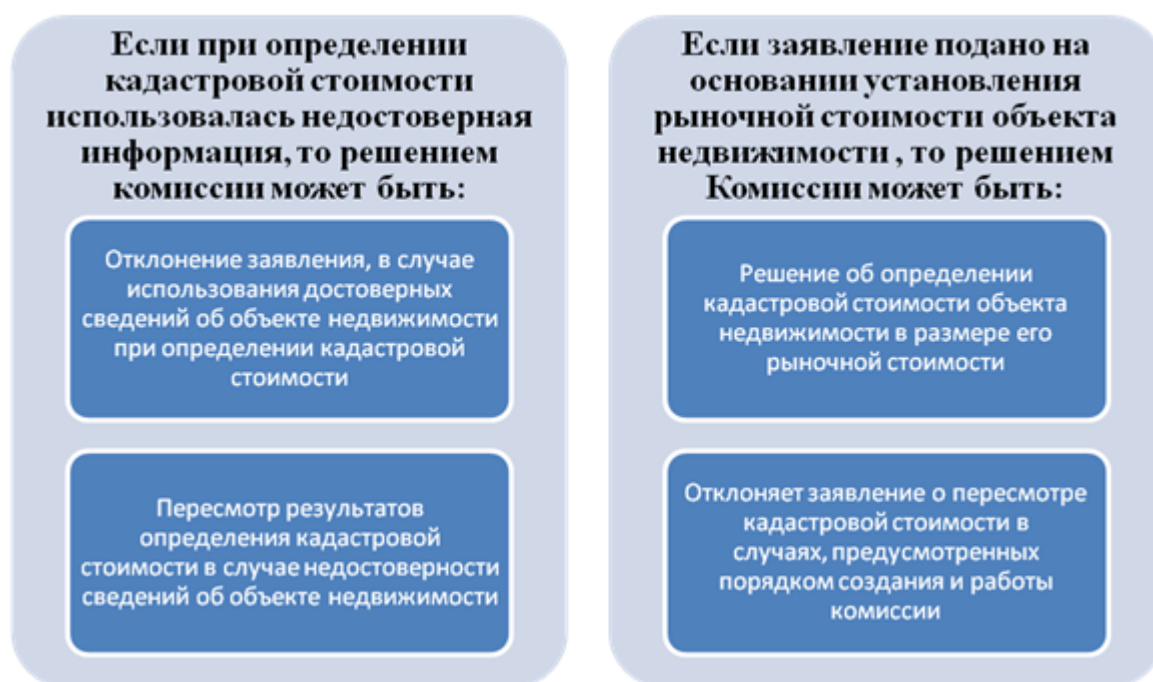 Если при определении
кадастровой стоимости
использовалась недостоверная
информация, то решением
комиссии может быть:
Отклонение заявления, в случае
использования достоверных
сведений об объекте недвижимости
при определении кадастровой
стоимости
Пересмотр результатов
определения кадастровой
стоимости в случае недостоверности
сведений об объекте недвижимости
Если заявление подано на
основании установления
рыночной стоимости объекта
недвижимости , то решением
Комиссии может быть:
Решение об определении
кадастровой стоимости объекта
недвижимости в размере его
рыночной стоимости
Отклоняет заявление о пересмотре
кадастровой стоимости в
случаях, предусмотренных
порядком создания и работы
комиссии